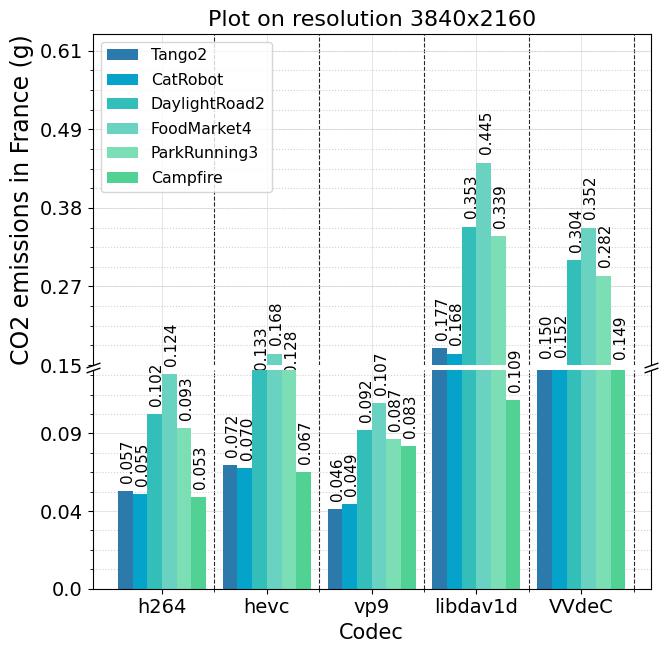 Plot on resolution 3840x2160
CO2 emissions in France (g)
0.61
0.49
0.38
0.27
0.15
0.09
0.04
0.0
Tango2
CatRobot
DaylightRoad2
FoodMarket4
ParkRunning3
Campfire
0.057
0.055
0.102
0.124
0.093
0.053
0.072
0.070
0.133
0.168
0.128
0.067
0.046
0.049
0.092
0.107
0.087
0.083
0.177
0.168
0.353
0.445
0.339
0.109
0.150
0.152
0.304
0.352
0.282
0.149
h264
hevc
vp9
libdav1d
VVdeC
Codec